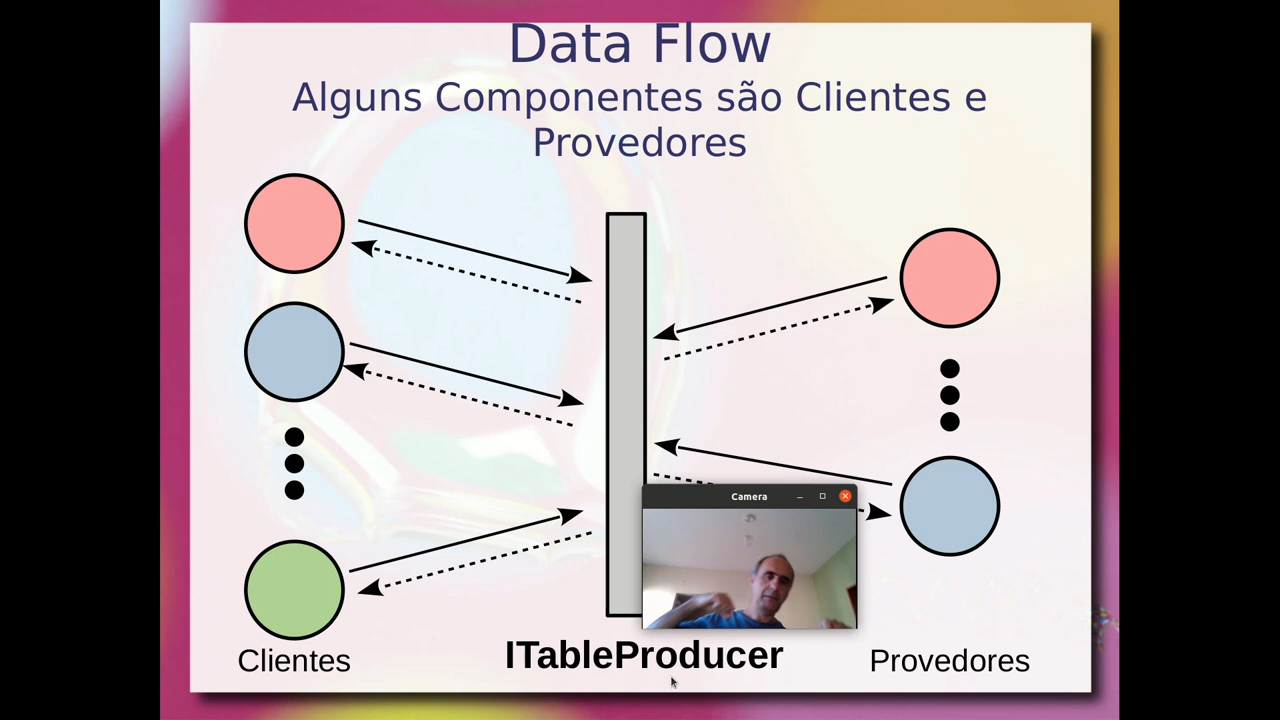 Data Flow
Alguns Componentes são Clientes e
Provedores
Camera
Clientes
ITableProducer
Provedores